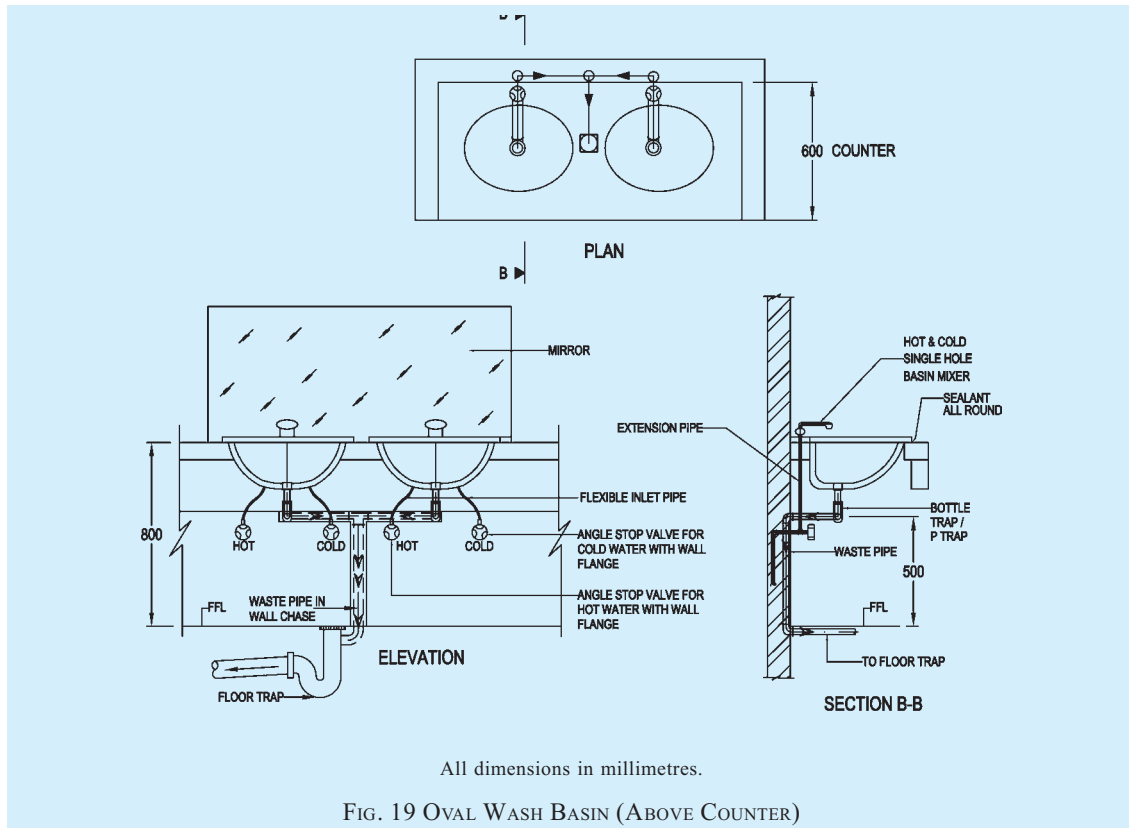 B
600 COUNTER
PLAN
B
MIRROR
HOT & COLD
SINGLE HOLE
BASIN MIXER
SEALANT
ALL ROUND
EXTENSION PIPE
FLEXIBLE INLET PIPE
BOTTLE
TRAP /
P TRAP
800
HOT
COLD
HOT
COLD
ANGLE STOP VALVE FOR
COLD WATER WITH WALL
FLANGE
WASTE PIPE
500
ANGLE STOP VALVE FOR
HOT WATER WITH WALL
FLANGE
FFL
WASTE PIPE IN
WALL CHASE
FFL
ELEVATION
TO FLOOR TRAP
FLOOR TRAP
SECTION B-B
All dimensions in millimetres.
FIG. 19 OVAL WASH BASIN (ABOVE COUNTER)